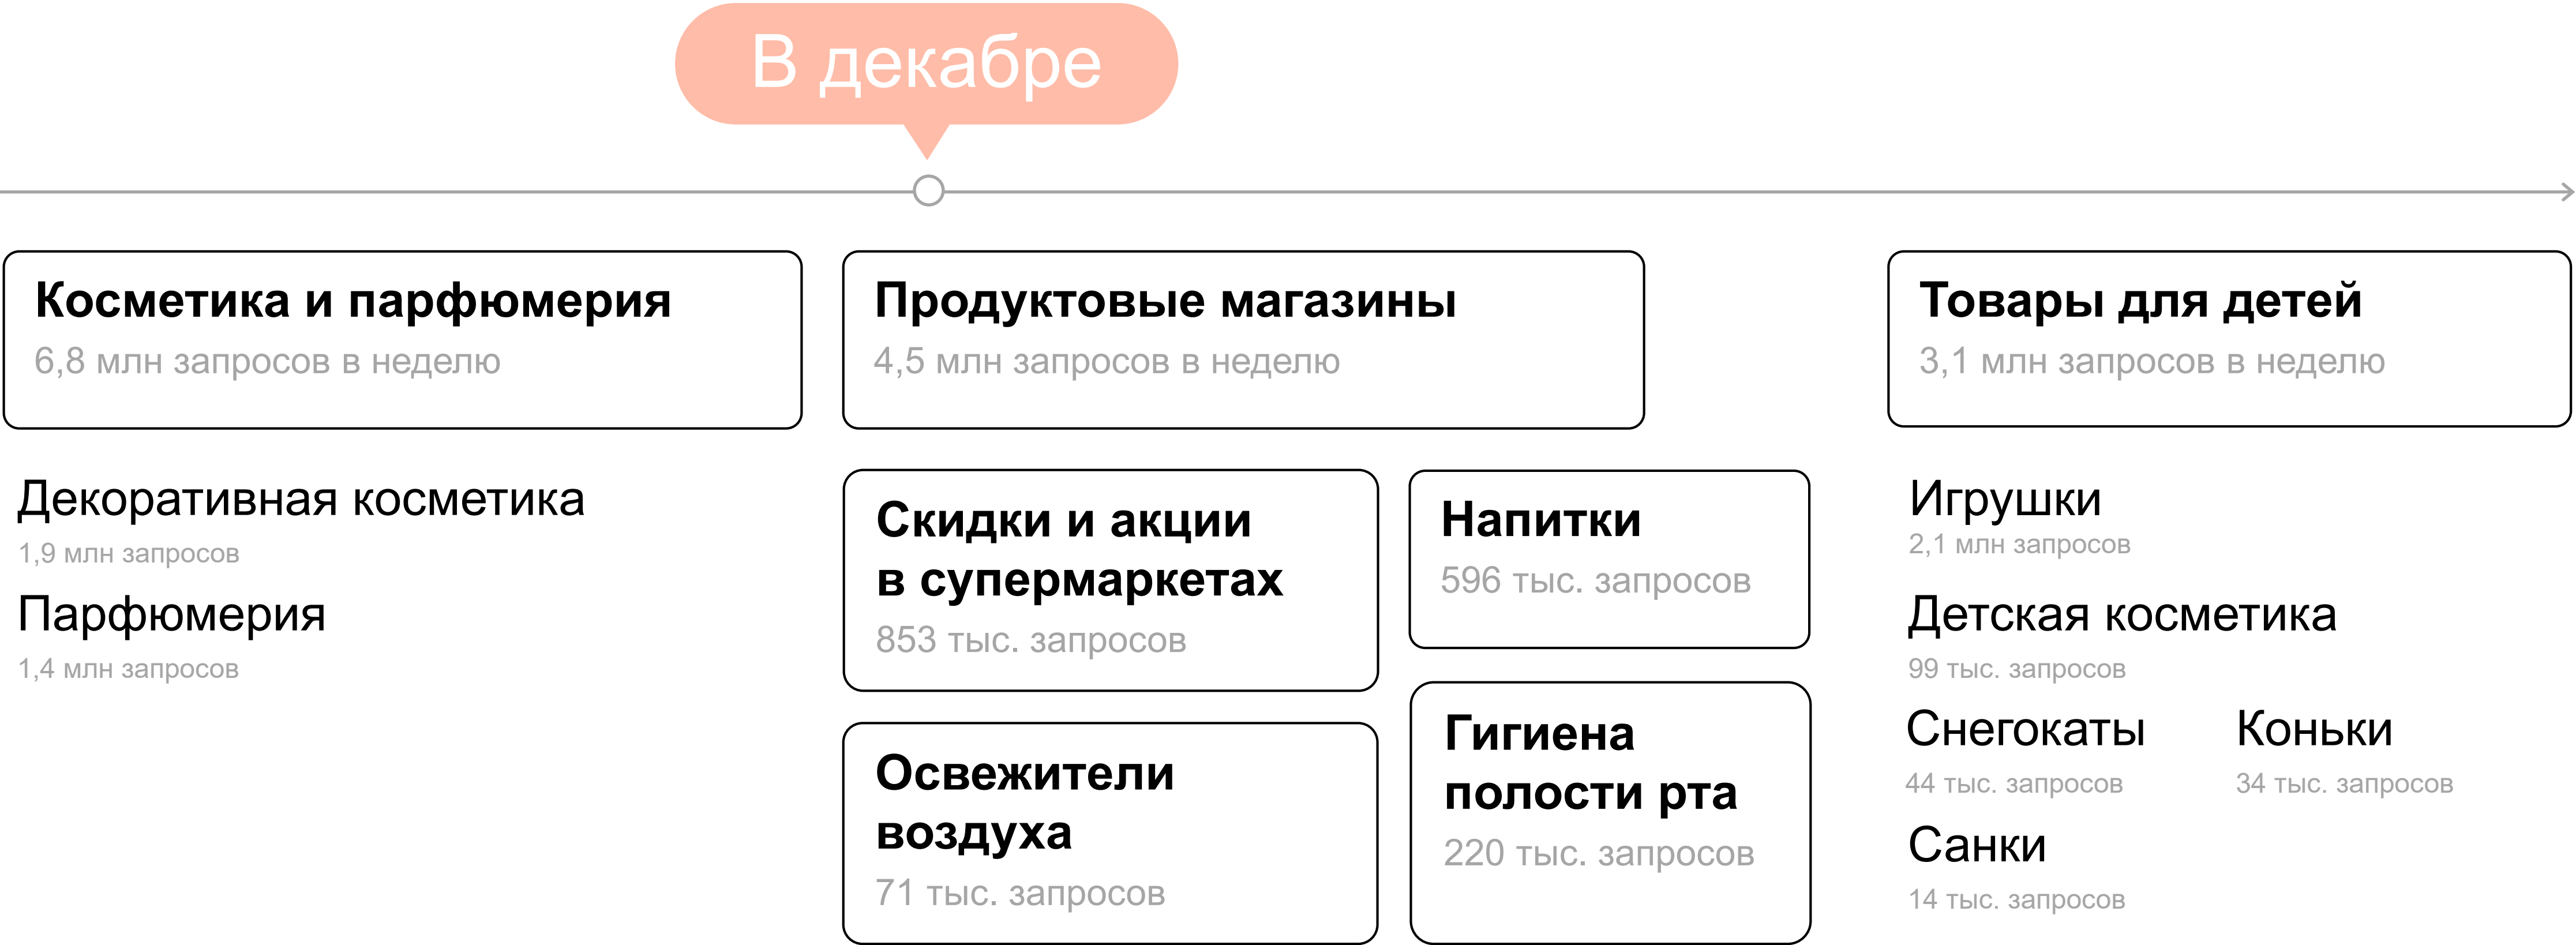 В декабре
Косметика и парфюмерия
6,8 млн запросов в неделю
Декоративная косметика
1,9 млн запросов
Парфюмерия
1,4 млн запросов
Продуктовые магазины
4,5 млн запросов в неделю
Скидки и акции
в супермаркетах
853 тыс. запросов
Напитки
596 тыс. запросов
Освежители
воздуха
71 тыс. запросов
Гигиена
полости рта
220 тыс. запросов
Товары для детей
3,1 млн запросов в неделю
Игрушки
2,1 млн запросов
Детская косметика
99 тыс. запросов
Снегокаты
44 тыс. запросов
Коньки
34 тыс. запросов
Санки
14 тыс. запросов